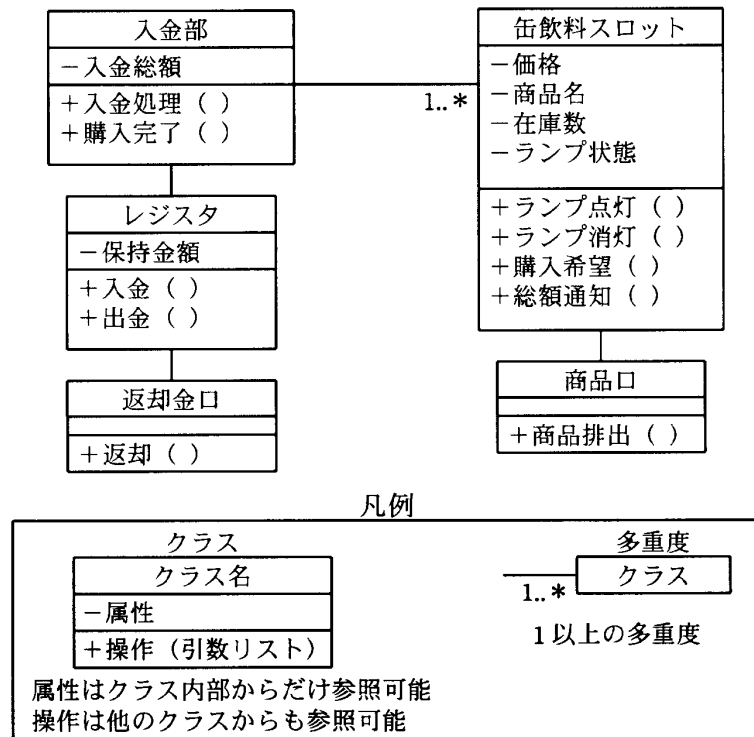 入金部
－入金総額
＋入金処理（ ）
＋購入完了（ ）
1..*
缶飲料スロット
－価格
－商品名
－在庫数
－ランプ状態
＋ランプ点灯（ ）
＋ランプ消灯（ ）
＋購入希望（ ）
＋総額通知（ ）
レジスタ
－保持金額
＋入金（ ）
＋出金（ ）
返却金口
＋返却（ ）
商品口
＋商品排出（ ）
凡例
クラス
クラス名
－属性
＋操作（引数リスト）
属性はクラス内部からだけ参照可能
操作は他のクラスからも参照可能
多重度
クラス
1..*
1以上の多重度